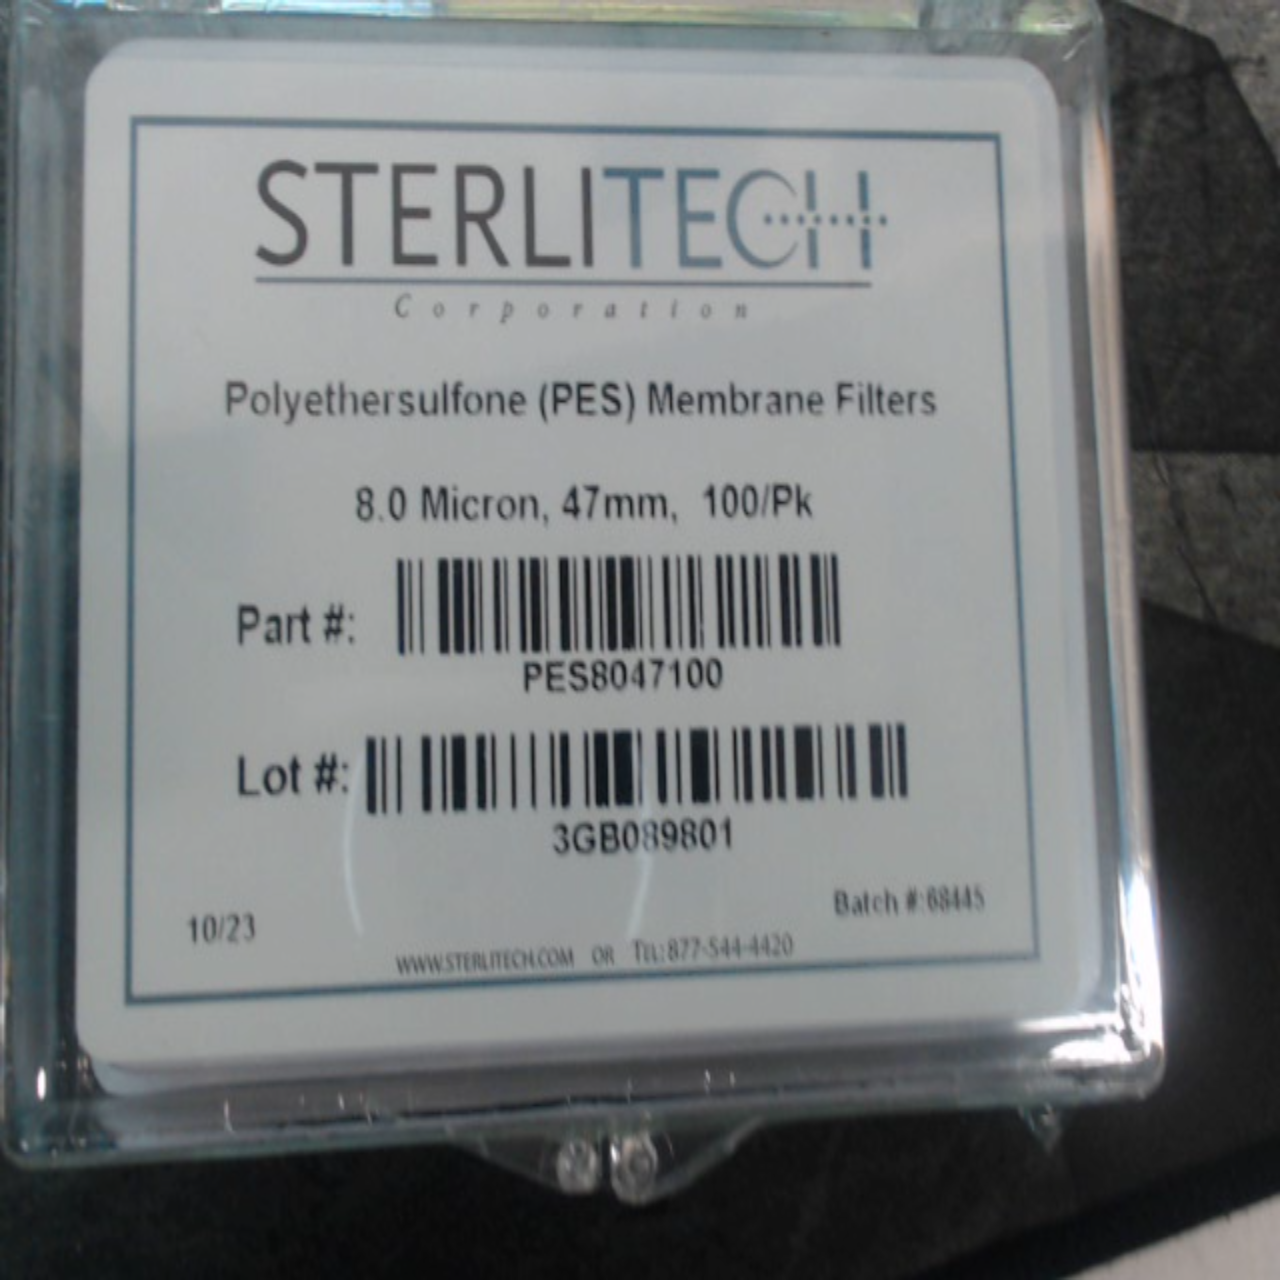 STERLITECH
Corporation
Polyethersulfone (PES) Membrane Filters
8.0 Micron, 47mm, 100/Pk
Part #:
PES8047100
Lot #:
3GB089801
10/23
Batch #:68445
WWW.STERLITECH.COM OR TEL:877-544-4420